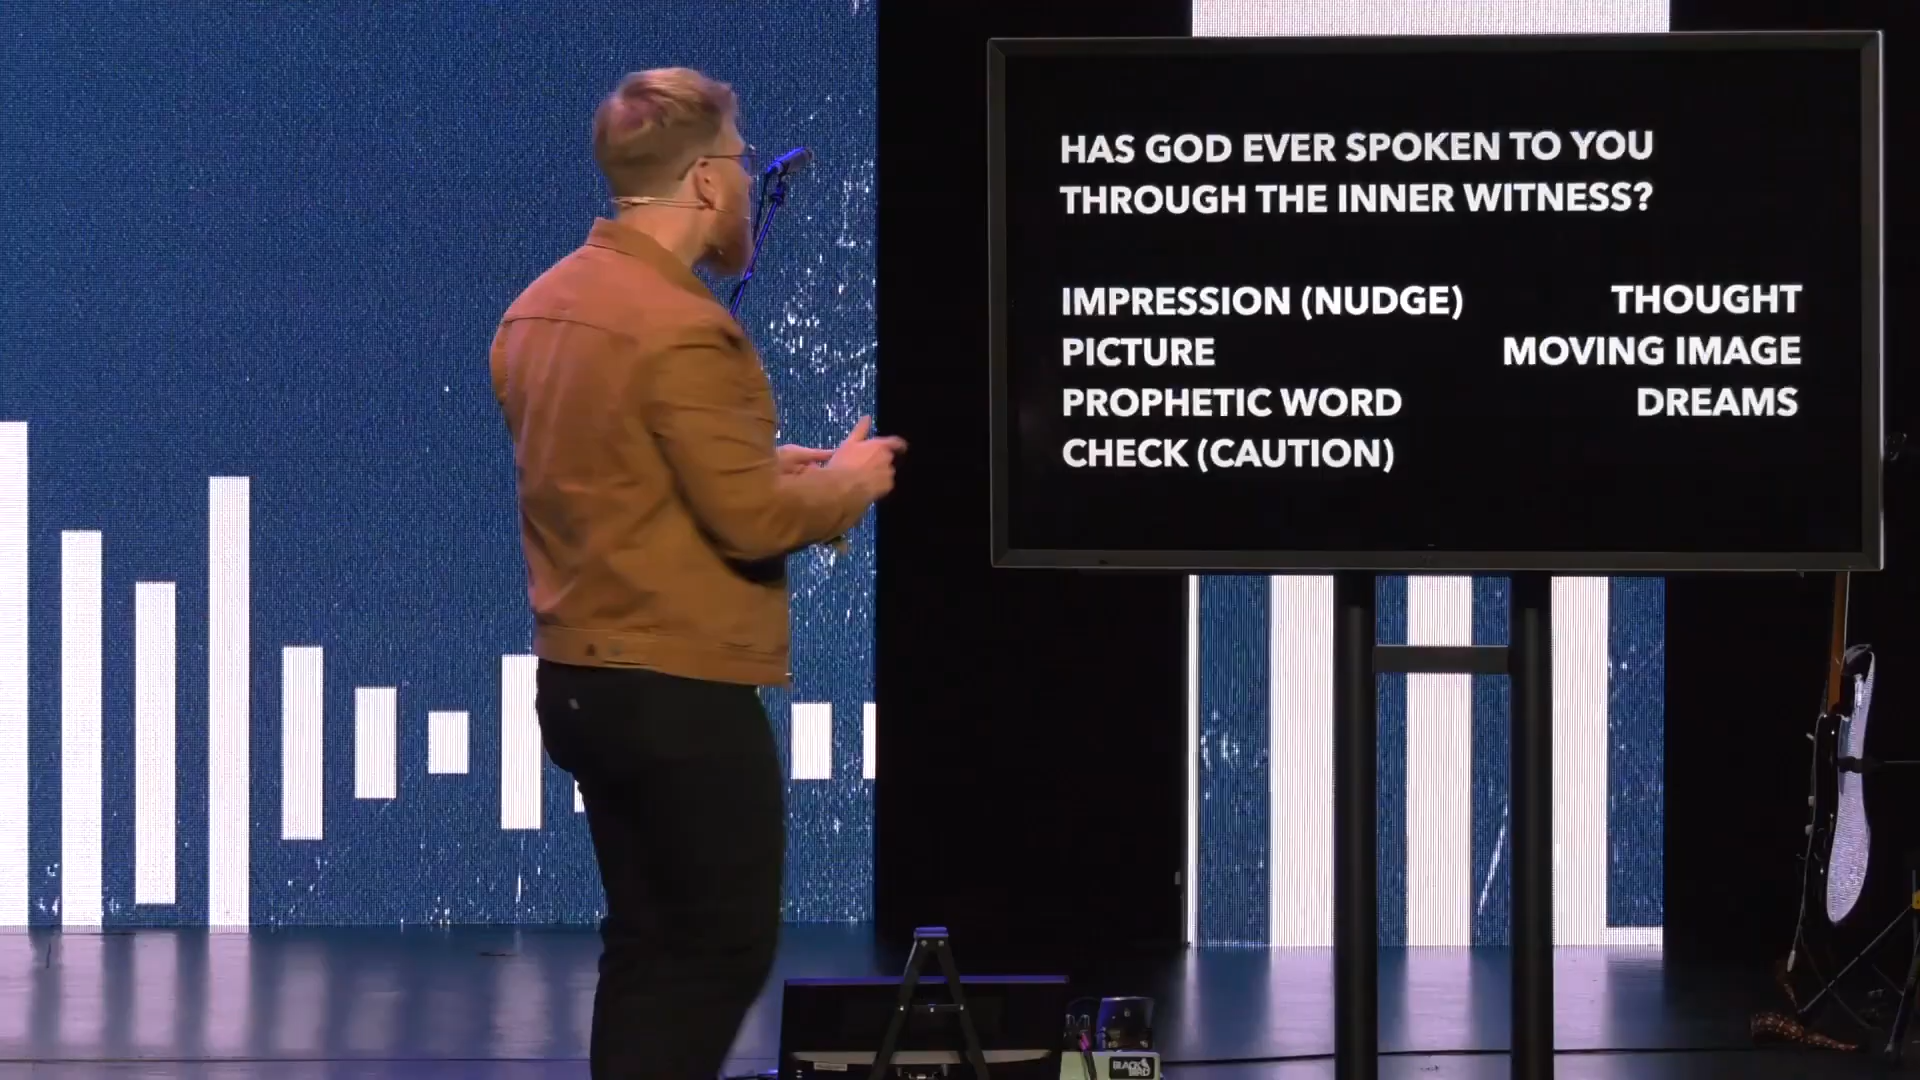 HAS GOD EVER SPOKEN TO YOU
THROUGH THE INNER WITNESS?
IMPRESSION (NUDGE) THOUGHT
PICTURE MOVING IMAGE
PROPHETIC WORD DREAMS
CHECK (CAUTION)
BLACKBIRD